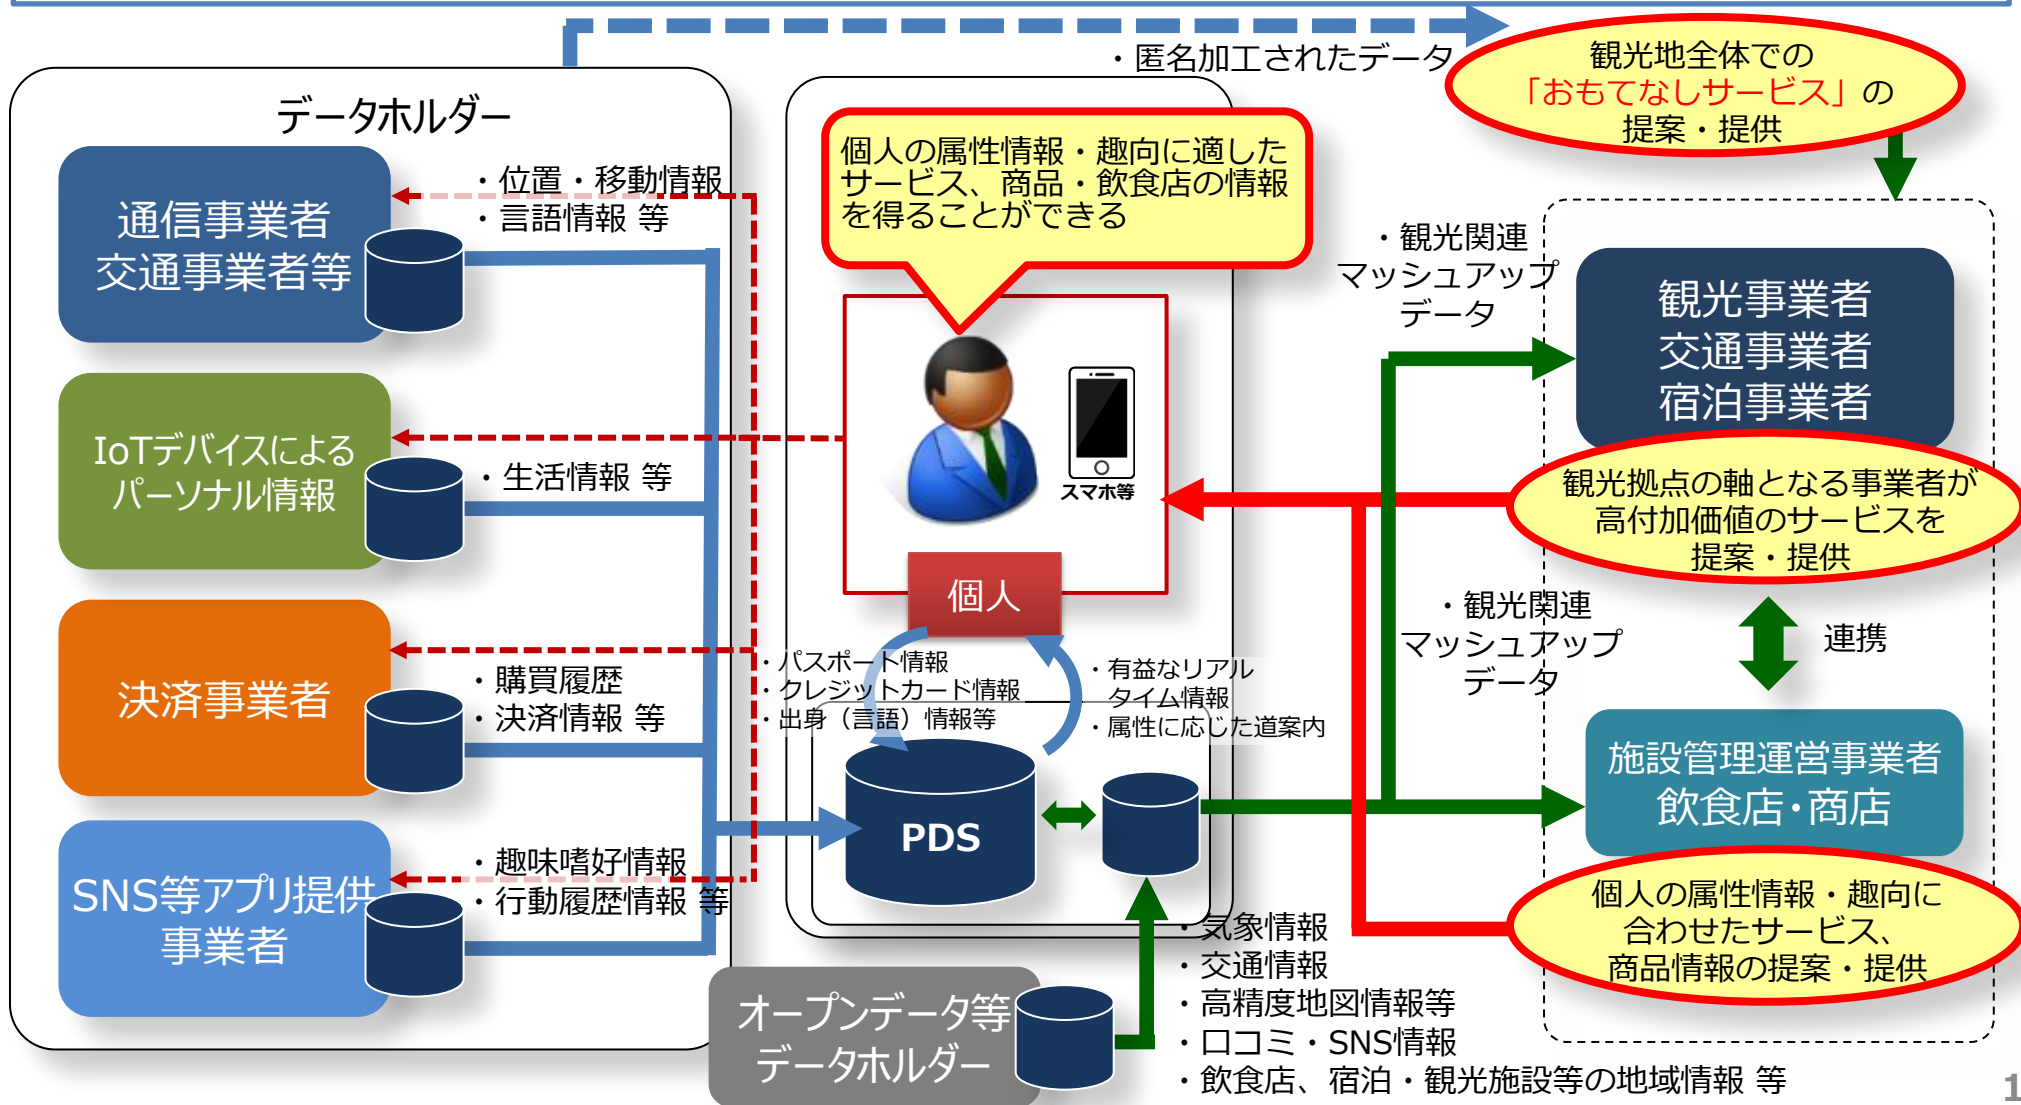 ・匿名加工されたデータ
観光地全体での
「おもてなしサービス」の
提案・提供
データホルダー
通信事業者
交通事業者等
・位置・移動情報
・言語情報 等
IoTデバイスによる
パーソナル情報
・生活情報 等
決済事業者
・購買履歴
・決済情報 等
SNS等アプリ提供
事業者
・趣味嗜好情報
・行動履歴情報 等
個人の属性情報・趣向に適した
サービス、商品・飲食店の情報
を得ることができる
スマホ等
個人
・パスポート情報
・クレジットカード情報
・出身（言語）情報等
・有益なリアル
タイム情報
・属性に応じた道案内
PDS
オープンデータ等
データホルダー
・気象情報
・交通情報
・高精度地図情報等
・口コミ・SNS情報
・飲食店、宿泊・観光施設等の地域情報 等
・観光関連
マッシュアップ
データ
観光事業者
交通事業者
宿泊事業者
観光拠点の軸となる事業者が
高付加価値のサービスを
提案・提供
・観光関連
マッシュアップ
データ
連携
施設管理運営事業者
飲食店・商店
個人の属性情報・趣向に
合わせたサービス、
商品情報の提案・提供
1